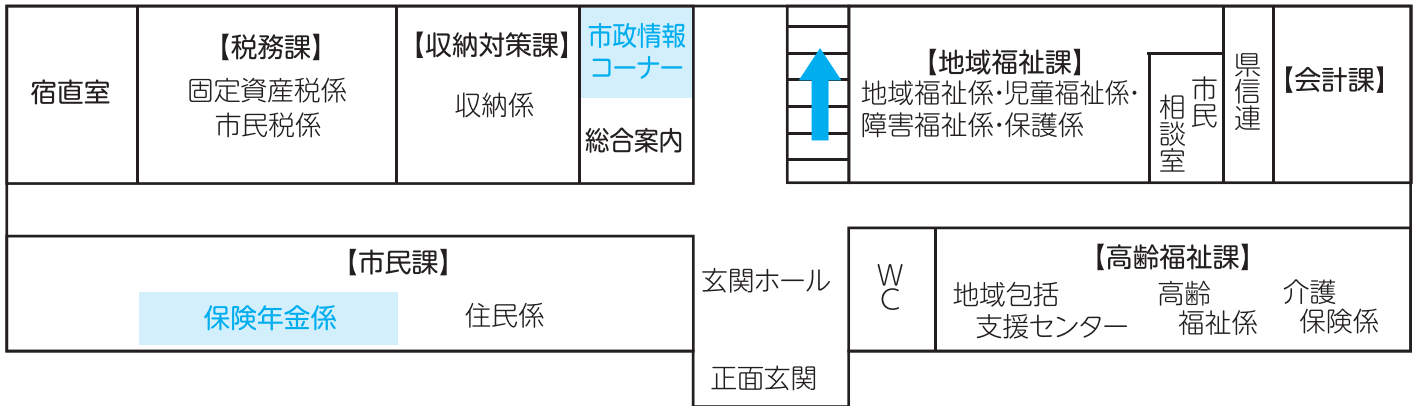 宿直室
【税務課】
固定資産税係
市民税係
【収納対策課】
収納係
市政情報
コーナー
総合案内
【地域福祉課】
地域福祉係・児童福祉係・
障害福祉係・保護係
市民
相談室
県信連
【会計課】
【市民課】
保険年金係
住民係
玄関ホール
正面玄関
WC
【高齢福祉課】
地域包括
支援センター
高齢
福祉係
介護
保険係